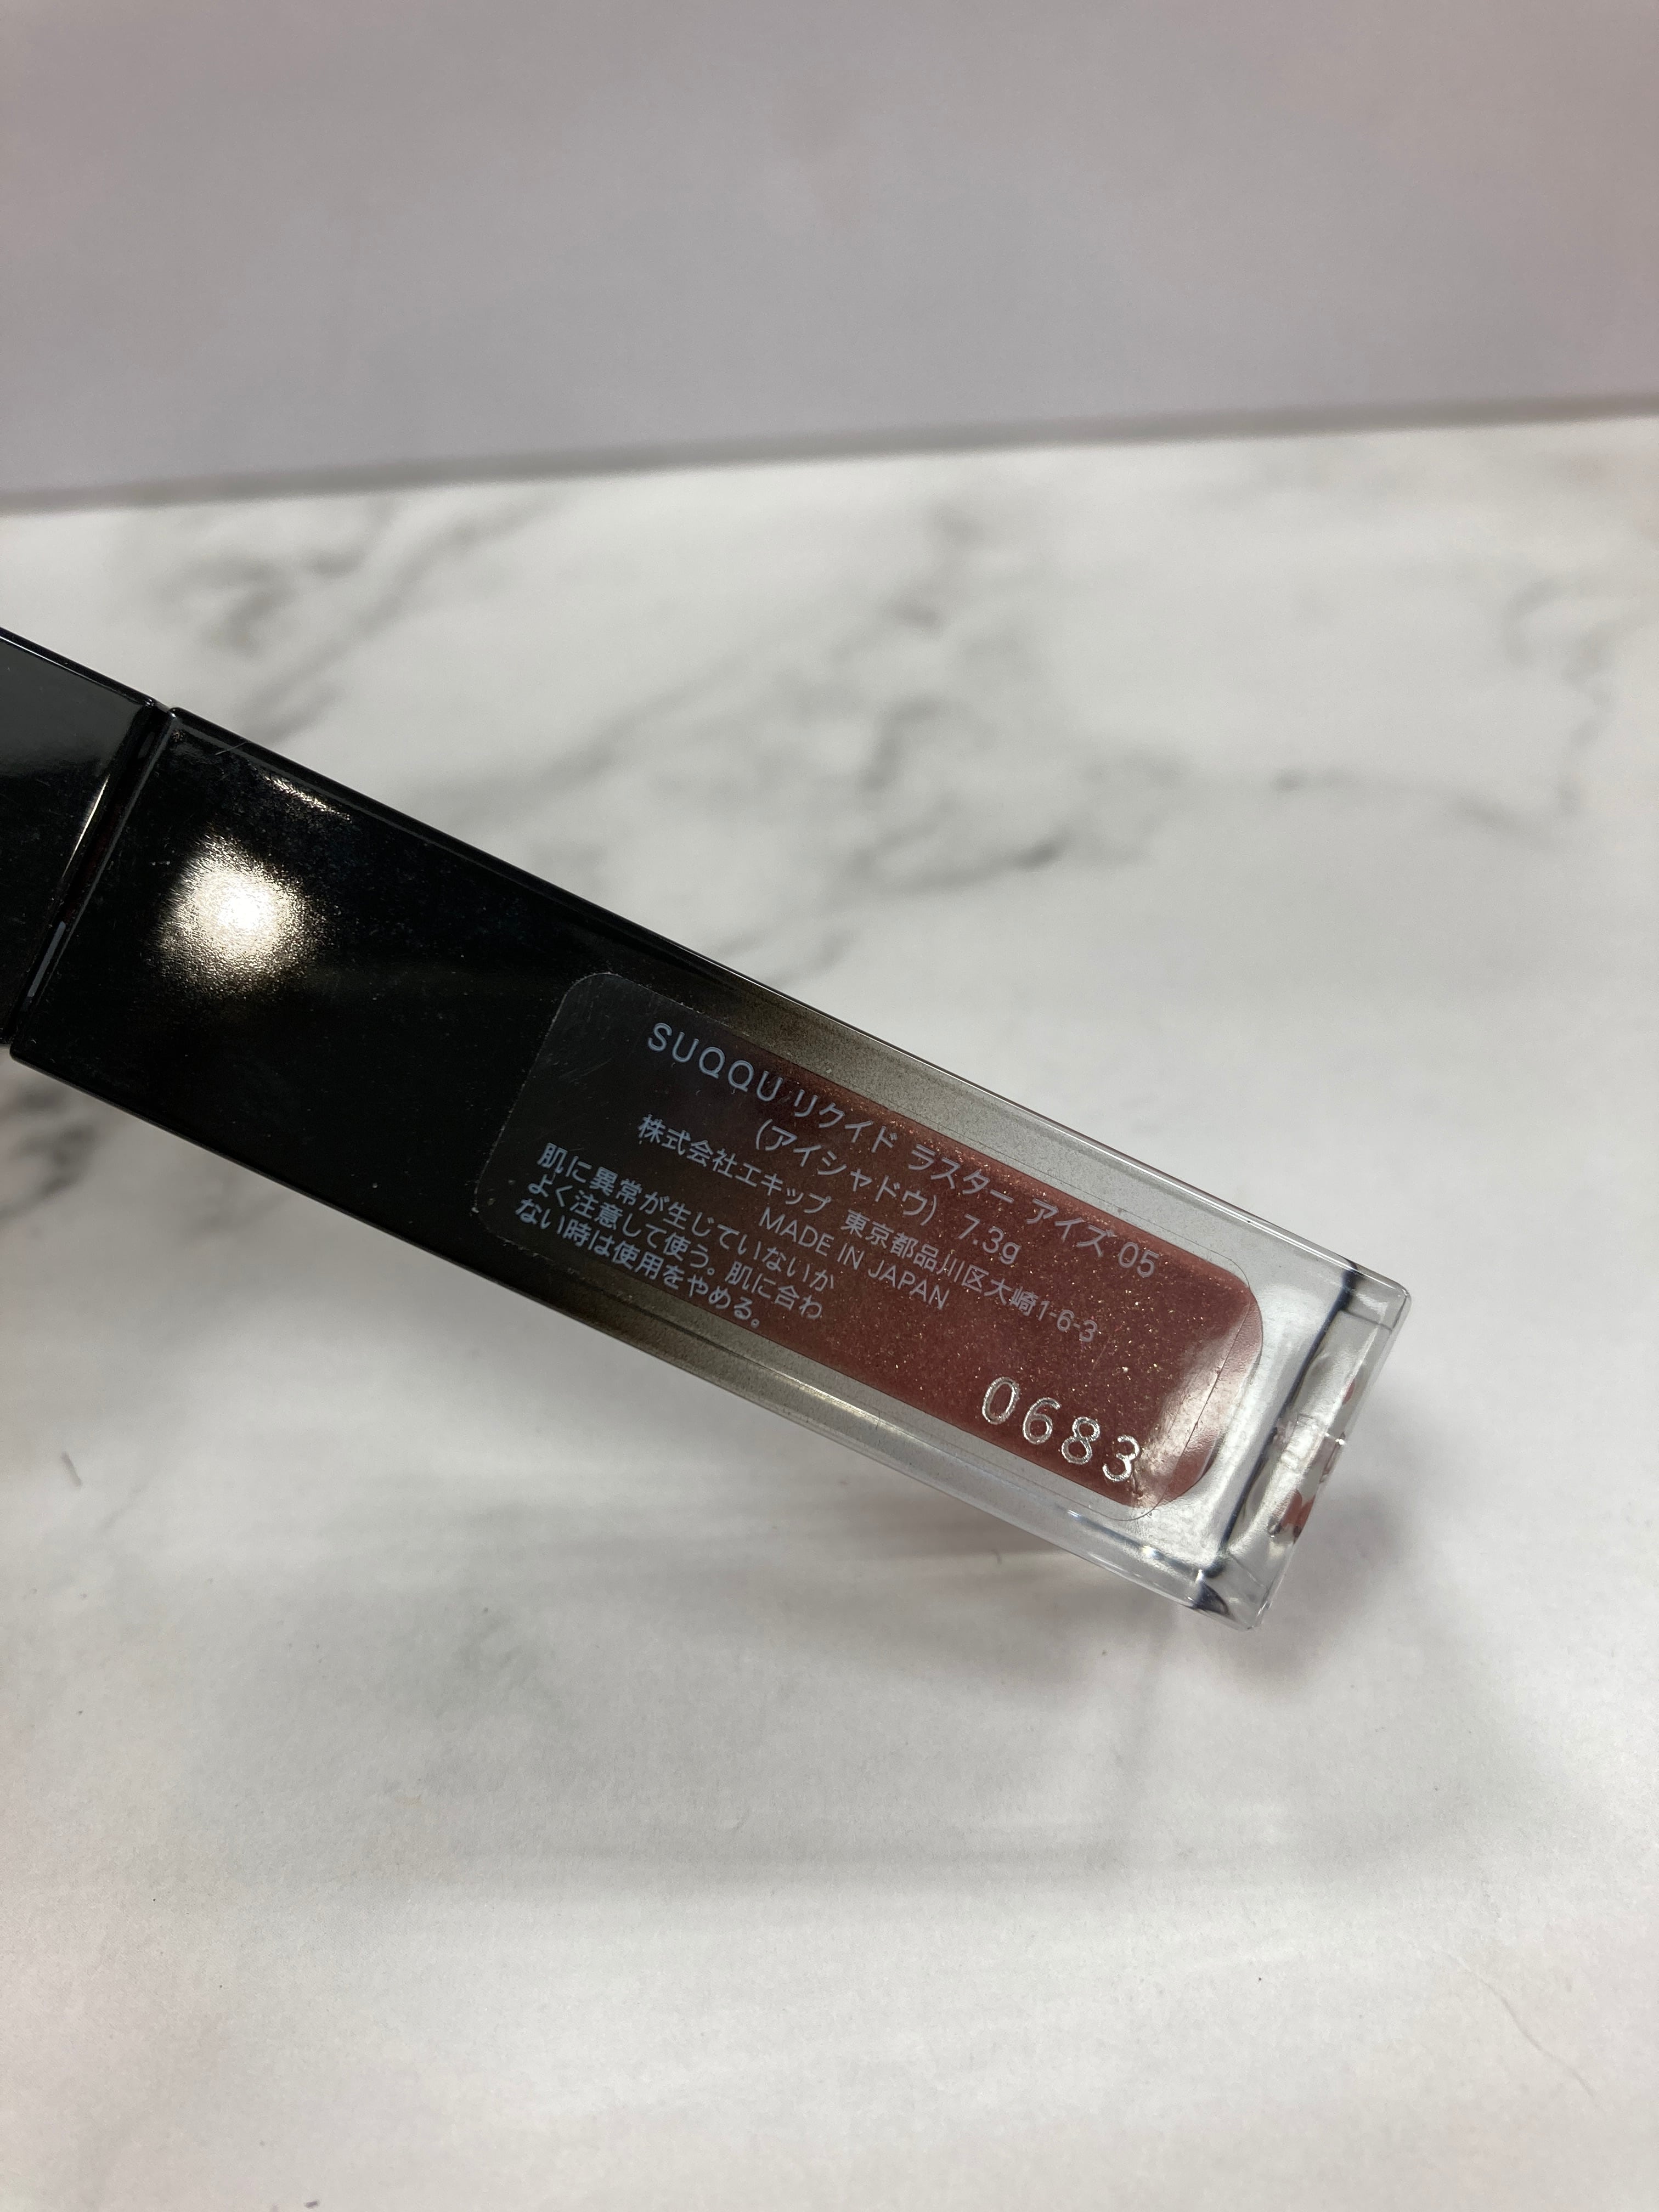 SUQQU リクイド ラスター アイズ 05
(アイシャドウ) 7.3g
株式会社エキップ 東京都品川区大崎1-6-3
MADE IN JAPAN
肌に異常が生じていないか
よく注意して使う。肌に合わ
ない時は使用をやめる。
0683